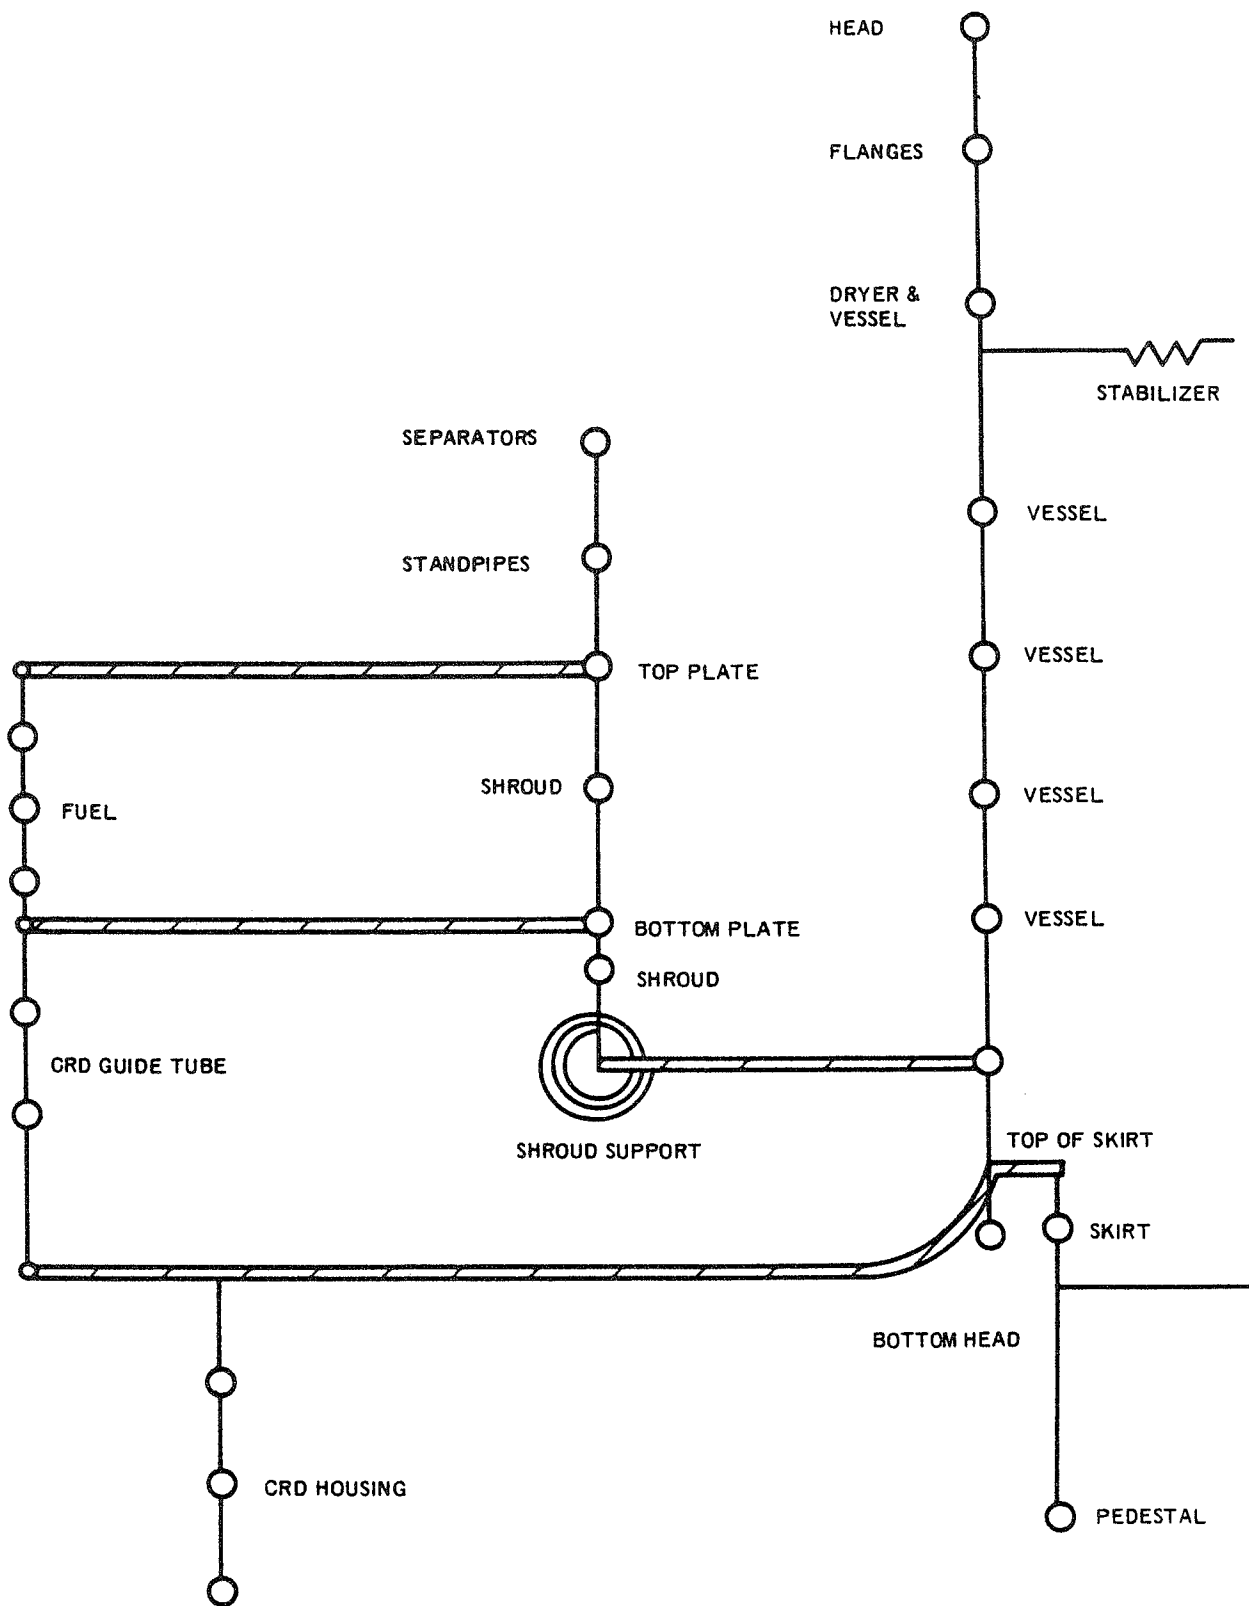 HEAD
FLANGES
DRYER &
VESSEL
STABILIZER
SEPARATORS
VESSEL
STANDPIPES
VESSEL
TOP PLATE
SHROUD
VESSEL
FUEL
VESSEL
BOTTOM PLATE
SHROUD
CRD GUIDE TUBE
TOP OF SKIRT
SHROUD SUPPORT
SKIRT
BOTTOM HEAD
CRD HOUSING
PEDESTAL